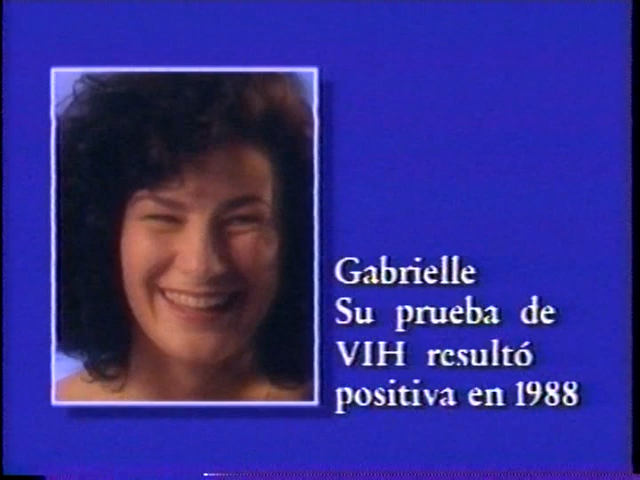 Gabrielle
Su prueba de
VIH resultó
positiva en 1988